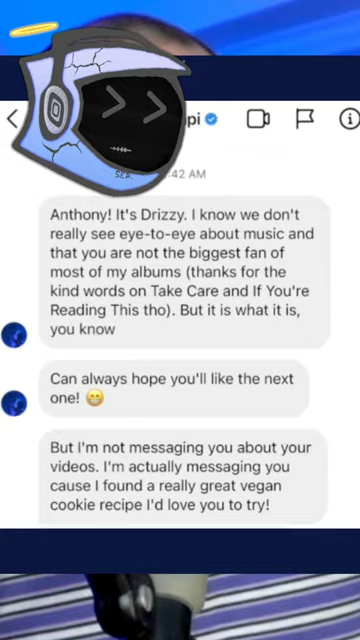 pi
:42 AM
SEB.
Anthony! It's Drizzy. I know we don't
really see eye-to-eye about music and
that you are not the biggest fan of
most of my albums (thanks for the
kind words on Take Care and If You're
Reading This tho). But it is what it is,
you know
Can always hope you'll like the next
one! 😁
But I'm not messaging you about your
videos. I'm actually messaging you
cause I found a really great vegan
cookie recipe I'd love you to try!